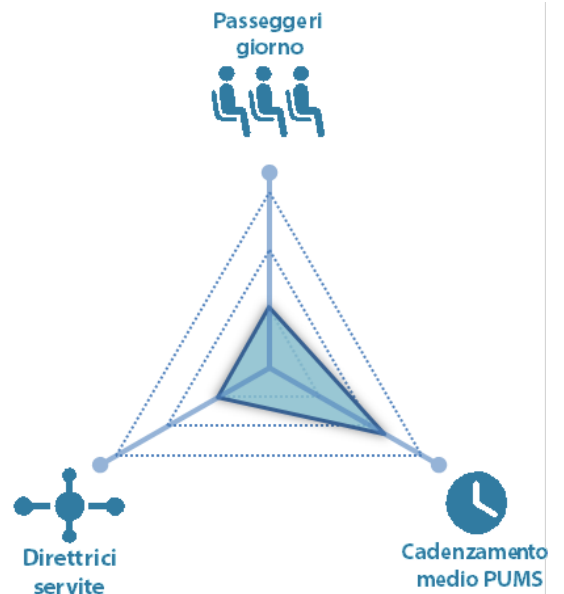 Passeggeri
giorno
Direttrici
servite
Cadenzamento
medio PUMS